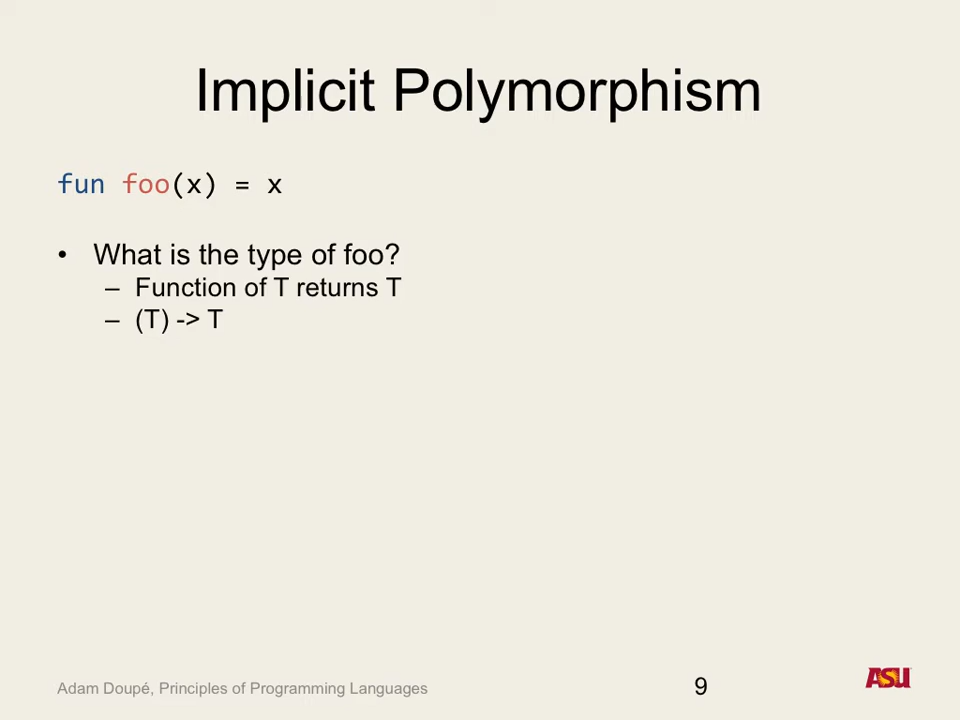 Implicit Polymorphism
fun foo(x) = x
• What is the type of foo?
– Function of T returns T
– (T) -> T
Adam Doupé, Principles of Programming Languages
9
ASU